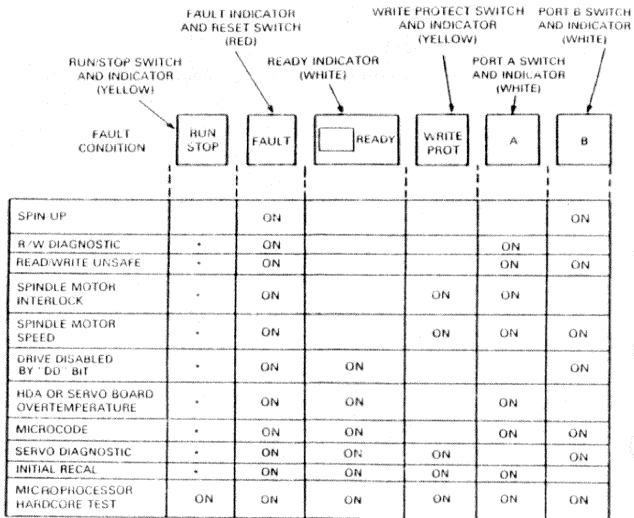 FAULT INDICATOR
AND RESET SWITCH
(RED)
WRITE PROTECT SWITCH
AND INDICATOR
(YELLOW)
PORT B SWITCH
AND INDICATOR
(WHITE)
RUN/STOP SWITCH
AND INDICATOR
(YELLOW)
READY INDICATOR
(WHITE)
PORT A SWITCH
AND INDICATOR
(WHITE)
FAULT
CONDITION
RUN
STOP
FAULT
READY
WRITE
PROT
A
B
SPIN-UP ON ON
R/W DIAGNOSTIC * ON ON
READ/WRITE UNSAFE * ON ON ON
SPINDLE MOTOR
INTERLOCK * ON ON ON
SPINDLE MOTOR
SPEED * ON ON ON ON
DRIVE DISABLED
BY "DD" BIT * ON ON ON
HDA OR SERVO BOARD
OVERTEMPERATURE * ON ON ON
MICROCODE * ON ON ON ON
SERVO DIAGNOSTIC * ON ON ON ON
INITIAL RECAL * ON ON ON ON
MICROPROCESSOR
HARDCORE TEST ON ON ON ON ON ON